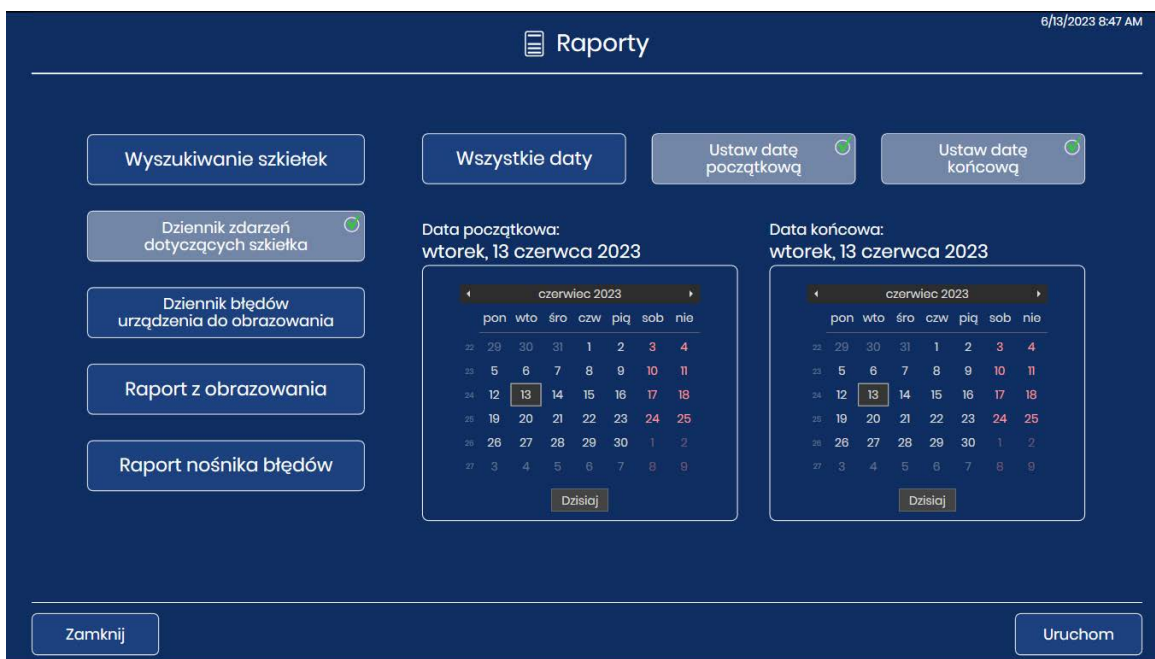 6/13/2023 8:47 AM
Raporty
Wyszukiwanie szkiełek
Dziennik zdarzeń
dotyczących szkiełka
Dziennik błędów
urządzenia do obrazowania
Raport z obrazowania
Raport nośnika błędów
Wszystkie daty
Ustaw datę
początkową
Ustaw datę
końcową
Data początkowa:
wtorek, 13 czerwca 2023
czerwiec 2023
pon wto śro czw piq sob nie
22 29 30 31 1 2 3 4
23 5 6 7 8 9 10 11
24 12 13 14 15 16 17 18
25 19 20 21 22 23 24 25
26 26 27 28 29 30 1 2
27 3 4 5 6 7 8 9
Dzisiaj
Data końcowa:
wtorek, 13 czerwca 2023
czerwiec 2023
pon wto śro czw piq sob nie
22 29 30 31 1 2 3 4
23 5 6 7 8 9 10 11
24 12 13 14 15 16 17 18
25 19 20 21 22 23 24 25
26 26 27 28 29 30 1 2
27 3 4 5 6 7 8 9
Dzisiaj
Zamknij
Uruchom